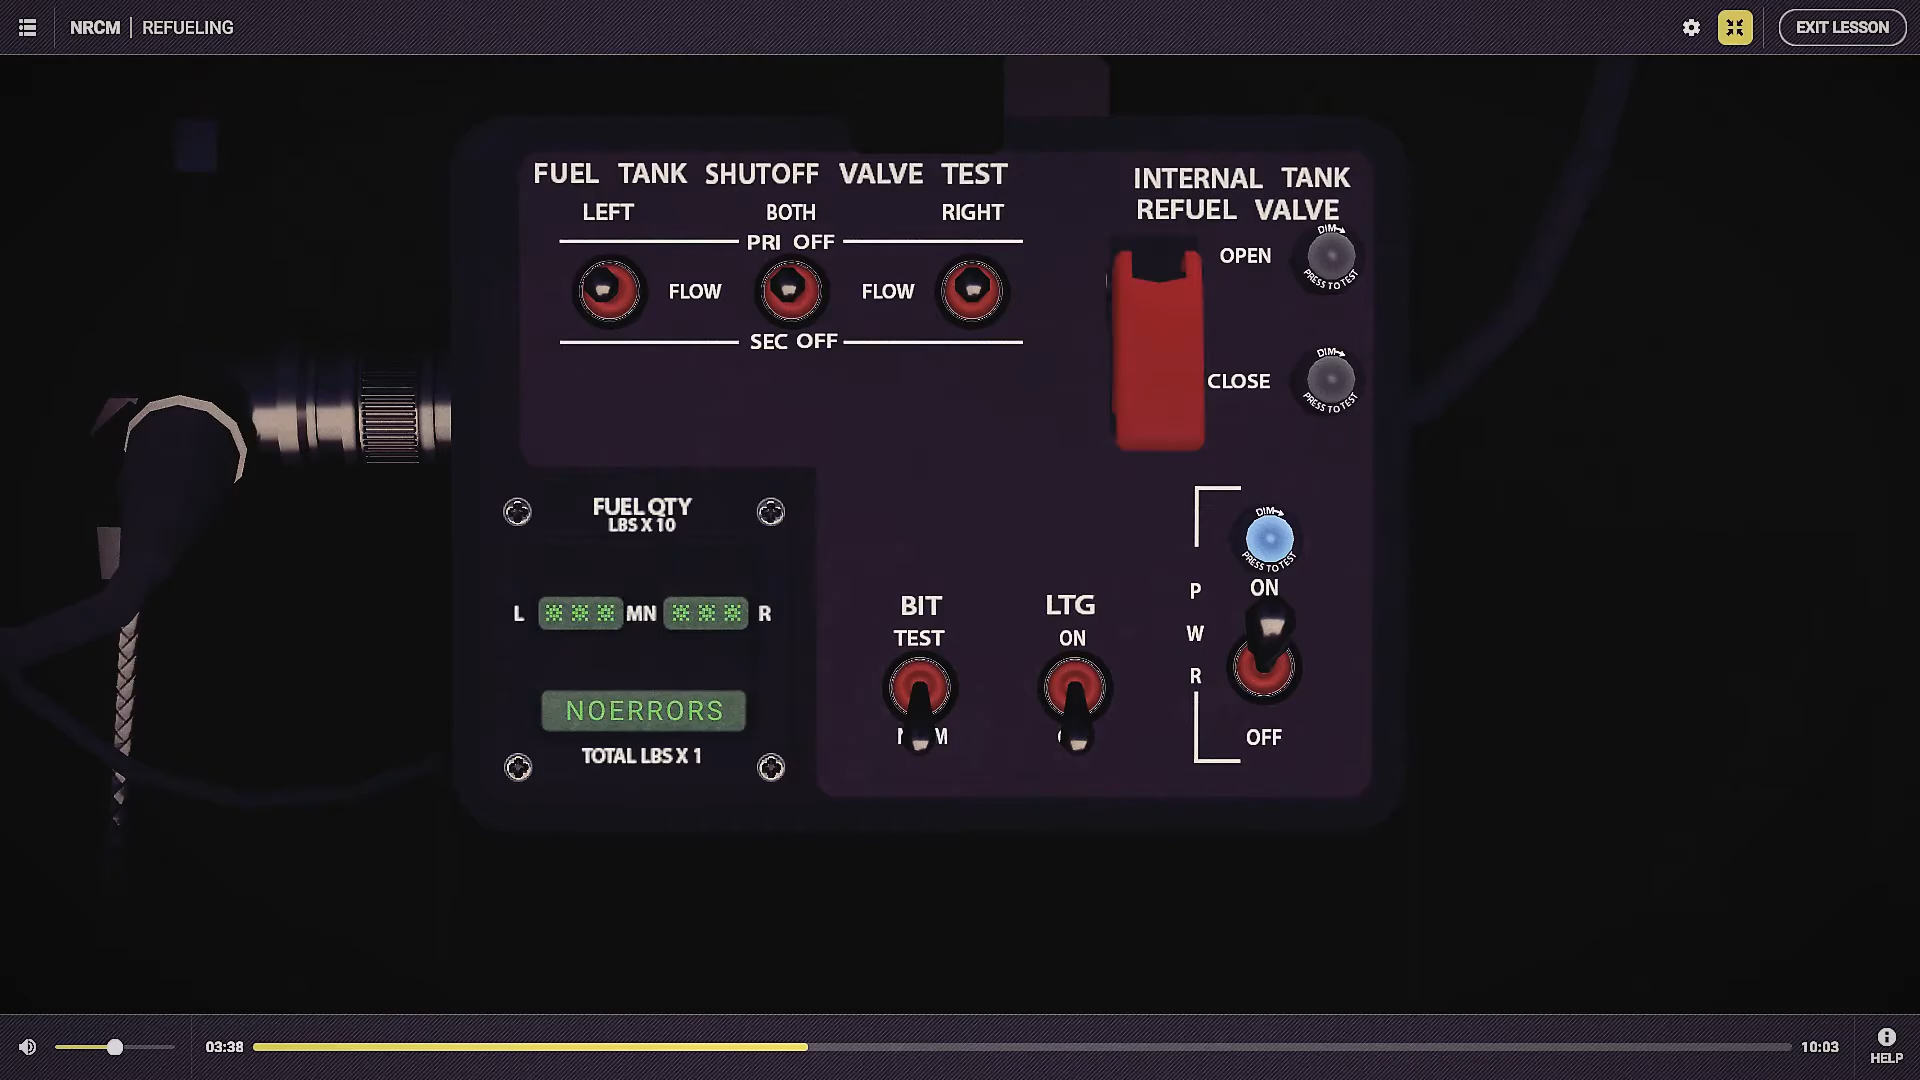 NRCM | REFUELING
EXIT LESSON
FUEL TANK SHUTOFF VALVE TEST
LEFT BOTH RIGHT
PRI OFF
FLOW FLOW
SEC OFF
INTERNAL TANK
REFUEL VALVE
DIM
OPEN
PRESS TO TEST
DIM
CLOSE
PRESS TO TEST
FUEL QTY
LBS X 10
L MN R
NOERRORS
TOTAL LBS X 1
BIT
TEST
LTG
ON
DIM
PRESS TO TEST
ON
P
W
R
OFF
03:38
10:03
HELP